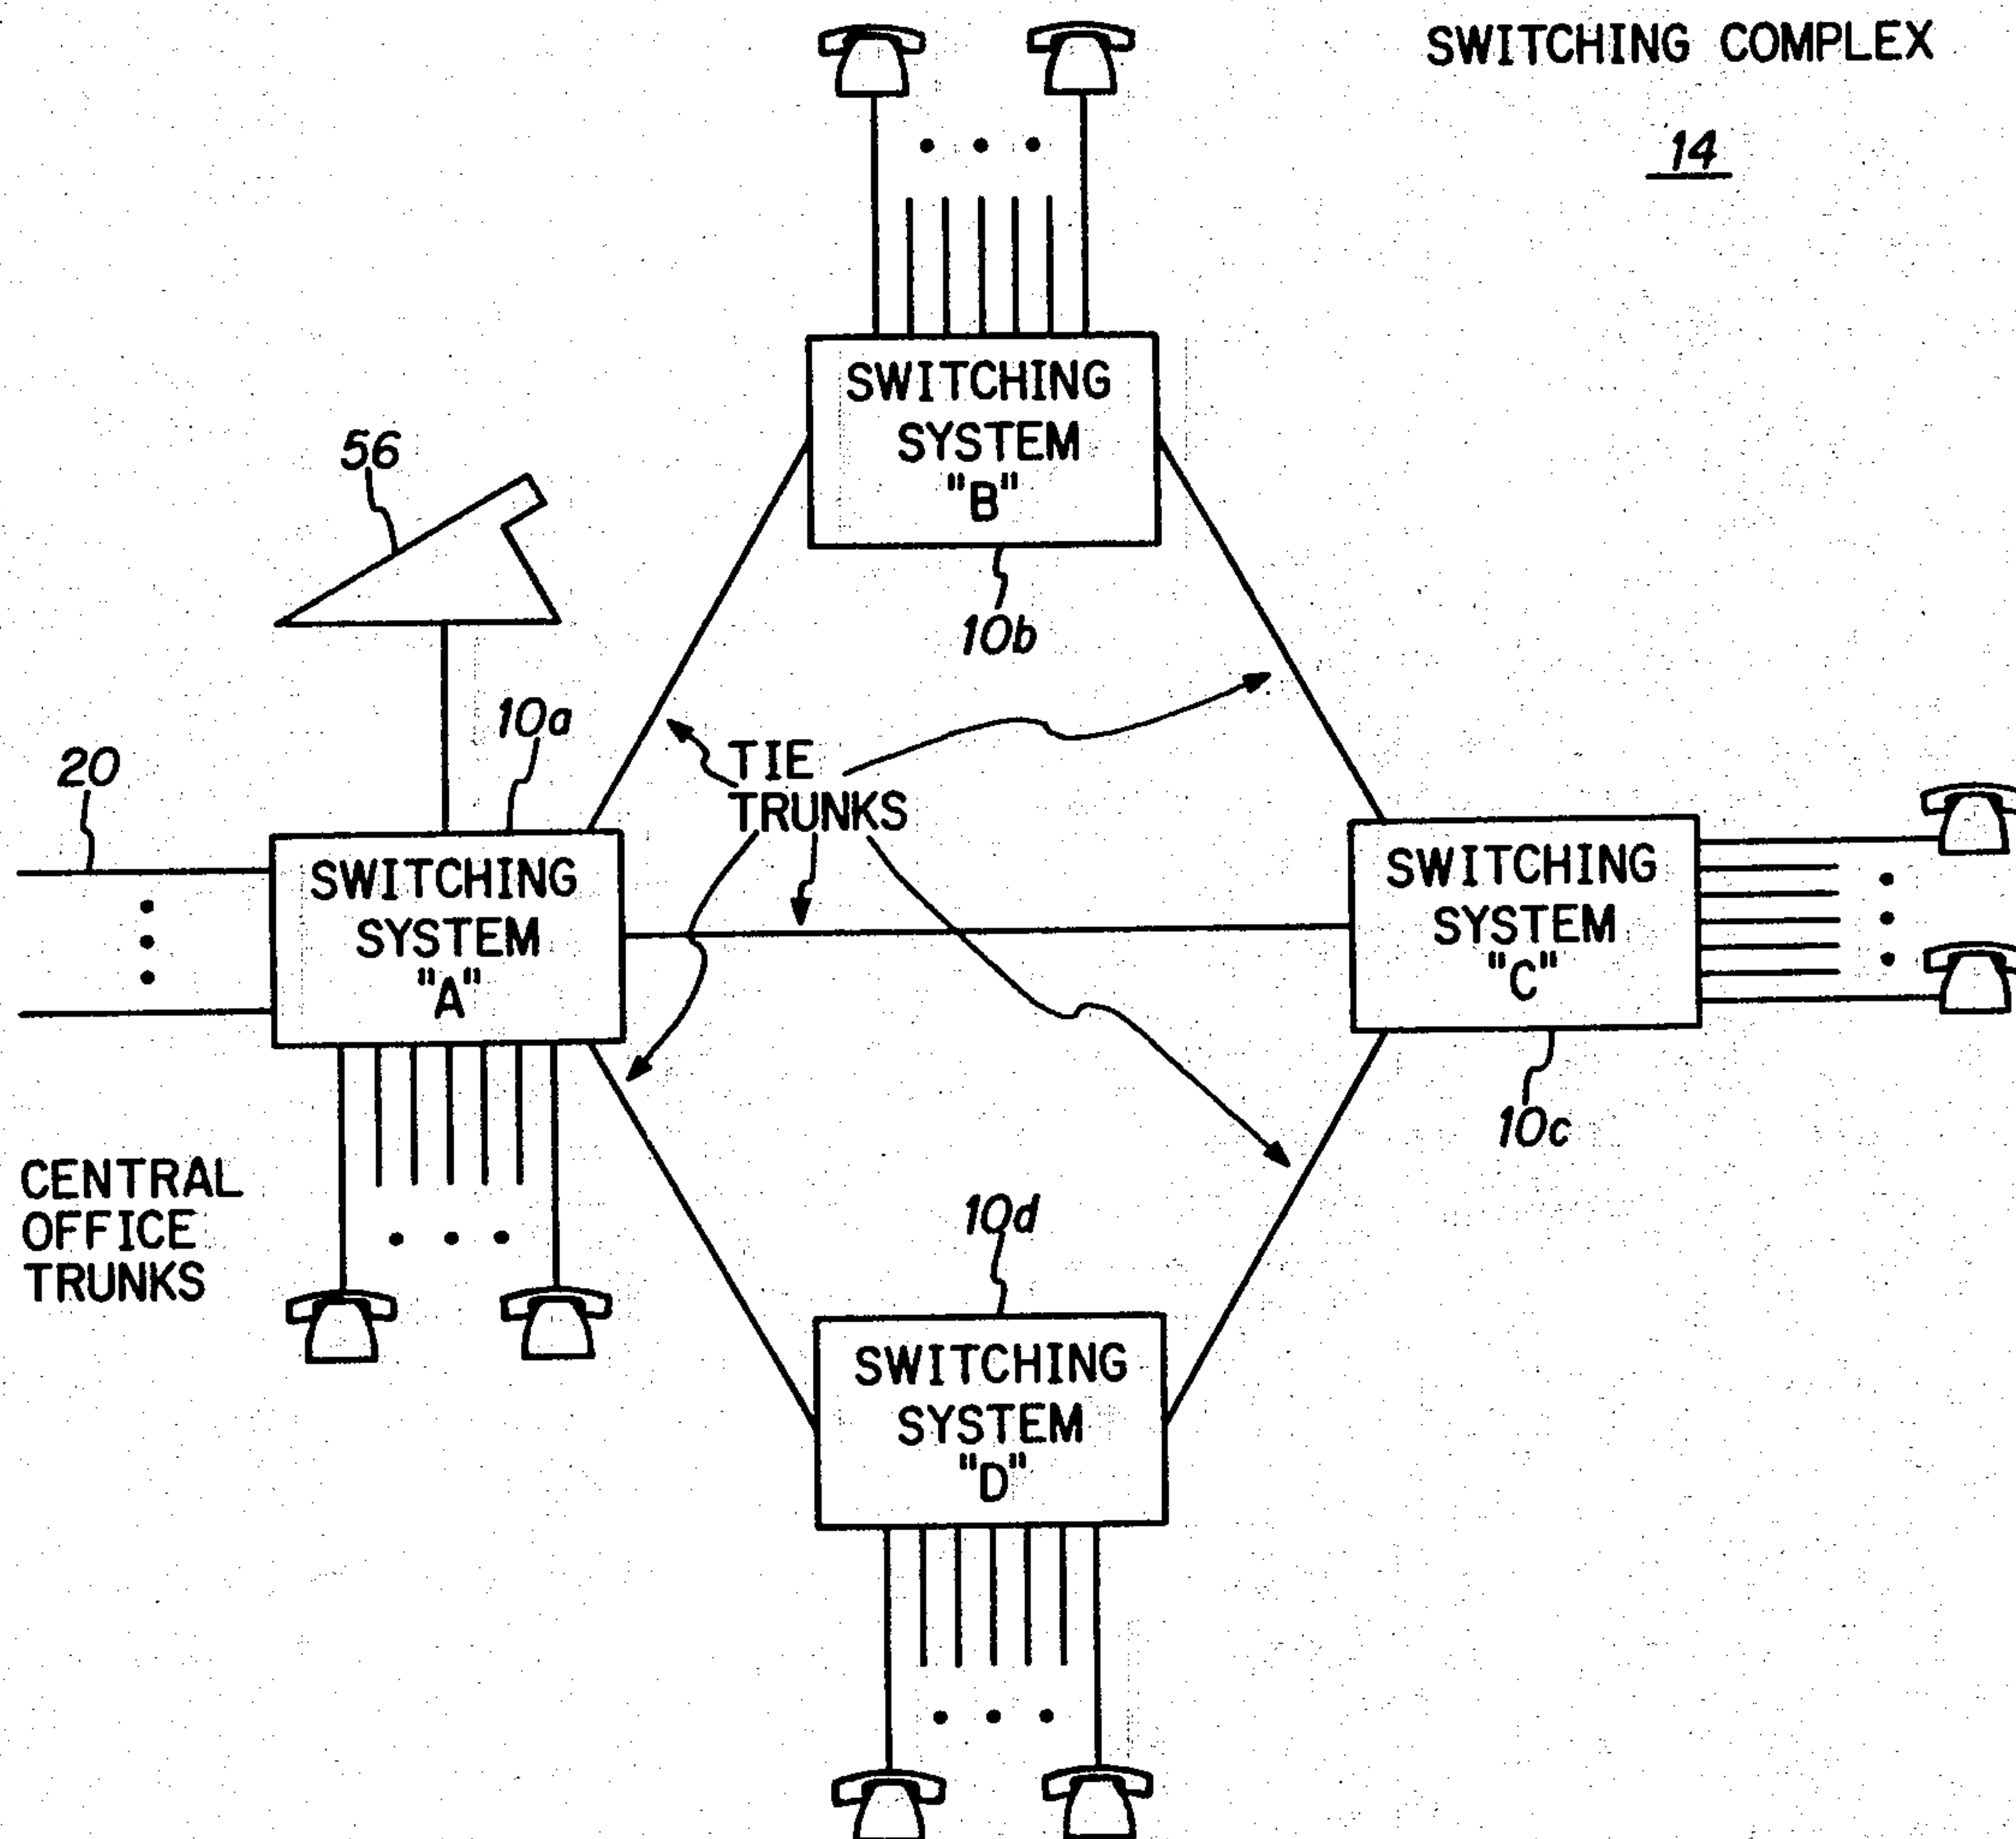 SWITCHING COMPLEX
14
SWITCHING
SYSTEM
"B"
10b
56
10a
20
TIE
TRUNKS
SWITCHING
SYSTEM
"A"
SWITCHING
SYSTEM
"C"
10c
CENTRAL
OFFICE
TRUNKS
10d
SWITCHING
SYSTEM
"D"